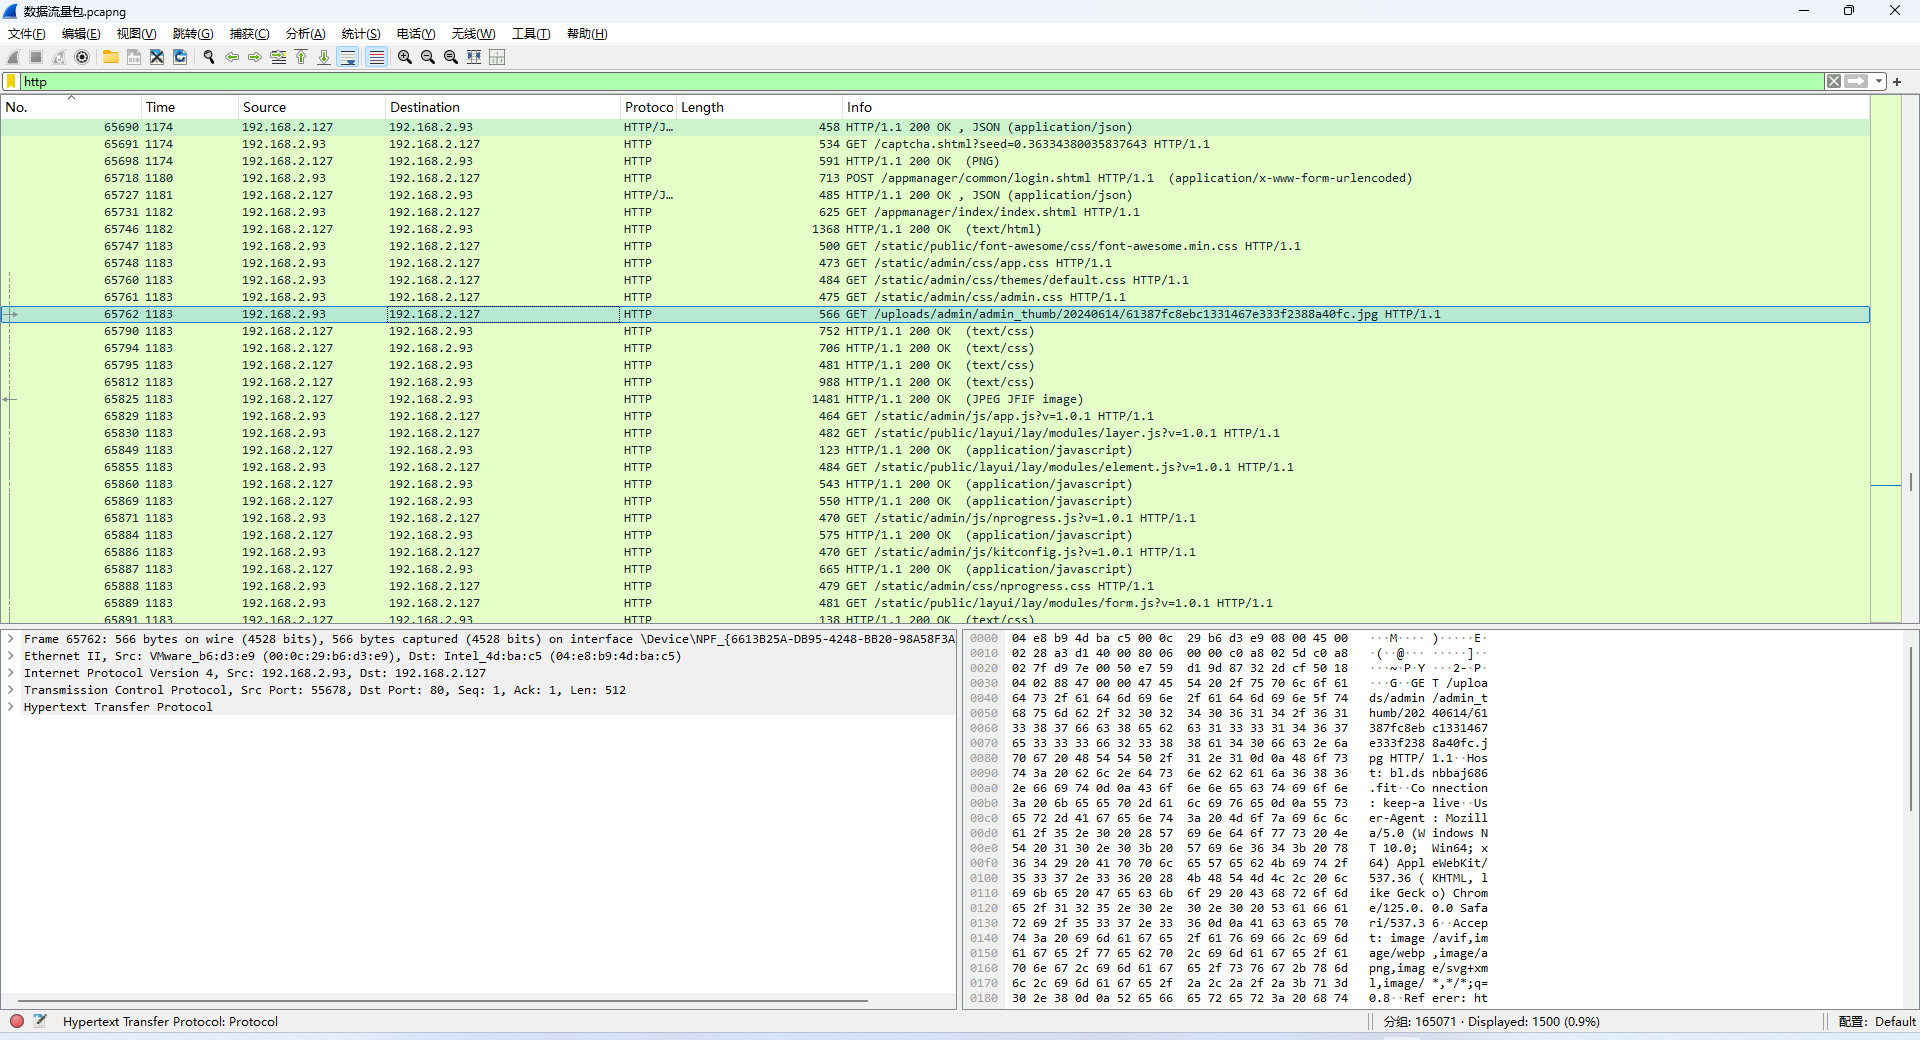 数据流量包.pcapng
文件(F) 编辑(E) 视图(V) 跳转(G) 捕获(C) 分析(A) 统计(S) 电话(Y) 无线(W) 工具(T) 帮助(H)
http
No. Time Source Destination Protoco Length Info
65690 1174 192.168.2.127 192.168.2.93 HTTP/J… 458 HTTP/1.1 200 OK , JSON (application/json)
65691 1174 192.168.2.93 192.168.2.127 HTTP 534 GET /captcha.shtml?seed=0.36334380035837643 HTTP/1.1
65698 1174 192.168.2.127 192.168.2.93 HTTP 591 HTTP/1.1 200 OK (PNG)
65718 1180 192.168.2.93 192.168.2.127 HTTP 713 POST /appmanager/common/login.shtml HTTP/1.1 (application/x-www-form-urlencoded)
65727 1181 192.168.2.127 192.168.2.93 HTTP/J… 485 HTTP/1.1 200 OK , JSON (application/json)
65731 1182 192.168.2.93 192.168.2.127 HTTP 625 GET /appmanager/index/index.shtml HTTP/1.1
65746 1182 192.168.2.127 192.168.2.93 HTTP 1368 HTTP/1.1 200 OK (text/html)
65747 1183 192.168.2.93 192.168.2.127 HTTP 500 GET /static/public/font-awesome/css/font-awesome.min.css HTTP/1.1
65748 1183 192.168.2.93 192.168.2.127 HTTP 473 GET /static/admin/css/app.css HTTP/1.1
65760 1183 192.168.2.93 192.168.2.127 HTTP 484 GET /static/admin/css/themes/default.css HTTP/1.1
65761 1183 192.168.2.93 192.168.2.127 HTTP 475 GET /static/admin/css/admin.css HTTP/1.1
65762 1183 192.168.2.93 192.168.2.127 HTTP 566 GET /uploads/admin/admin_thumb/20240614/61387fc8ebc1331467e333f2388a40fc.jpg HTTP/1.1
65790 1183 192.168.2.127 192.168.2.93 HTTP 752 HTTP/1.1 200 OK (text/css)
65794 1183 192.168.2.127 192.168.2.93 HTTP 706 HTTP/1.1 200 OK (text/css)
65795 1183 192.168.2.127 192.168.2.93 HTTP 481 HTTP/1.1 200 OK (text/css)
65812 1183 192.168.2.127 192.168.2.93 HTTP 988 HTTP/1.1 200 OK (text/css)
65825 1183 192.168.2.127 192.168.2.93 HTTP 1481 HTTP/1.1 200 OK (JPEG JFIF image)
65829 1183 192.168.2.93 192.168.2.127 HTTP 464 GET /static/admin/js/app.js?v=1.0.1 HTTP/1.1
65830 1183 192.168.2.93 192.168.2.127 HTTP 482 GET /static/public/layui/lay/modules/layer.js?v=1.0.1 HTTP/1.1
65849 1183 192.168.2.127 192.168.2.93 HTTP 123 HTTP/1.1 200 OK (application/javascript)
65855 1183 192.168.2.93 192.168.2.127 HTTP 484 GET /static/public/layui/lay/modules/element.js?v=1.0.1 HTTP/1.1
65860 1183 192.168.2.127 192.168.2.93 HTTP 543 HTTP/1.1 200 OK (application/javascript)
65869 1183 192.168.2.127 192.168.2.93 HTTP 550 HTTP/1.1 200 OK (application/javascript)
65871 1183 192.168.2.93 192.168.2.127 HTTP 470 GET /static/admin/js/nprogress.js?v=1.0.1 HTTP/1.1
65884 1183 192.168.2.127 192.168.2.93 HTTP 575 HTTP/1.1 200 OK (application/javascript)
65886 1183 192.168.2.93 192.168.2.127 HTTP 470 GET /static/admin/js/kitconfig.js?v=1.0.1 HTTP/1.1
65887 1183 192.168.2.127 192.168.2.93 HTTP 665 HTTP/1.1 200 OK (application/javascript)
65888 1183 192.168.2.93 192.168.2.127 HTTP 479 GET /static/admin/css/nprogress.css HTTP/1.1
65889 1183 192.168.2.93 192.168.2.127 HTTP 481 GET /static/public/layui/lay/modules/form.js?v=1.0.1 HTTP/1.1
65891 1183 192.168.2.127 192.168.2.93 HTTP 138 HTTP/1.1 200 OK (text/css)
Frame 65762: 566 bytes on wire (4528 bits), 566 bytes captured (4528 bits) on interface \Device\NPF_{6613B25A-DB95-4248-BB20-98A58F3A
Ethernet II, Src: VMware_b6:d3:e9 (00:0c:29:b6:d3:e9), Dst: Intel_4d:ba:c5 (04:e8:b9:4d:ba:c5)
Internet Protocol Version 4, Src: 192.168.2.93, Dst: 192.168.2.127
Transmission Control Protocol, Src Port: 55678, Dst Port: 80, Seq: 1, Ack: 1, Len: 512
Hypertext Transfer Protocol
0000 04 e8 b9 4d ba c5 00 0c 29 b6 d3 e9 08 00 45 00 ···M···· )·····E·
0010 02 28 a3 d1 40 00 80 06 00 00 c0 a8 02 5d c0 a8 ·(··@··· ·····]··
0020 02 7f d9 7e 00 50 e7 59 d1 9d 87 32 2d cf 50 18 ···~·P·Y ···2-·P·
0030 04 02 88 47 00 00 47 45 54 20 2f 75 70 6c 6f 61 ···G··GE T /uploa
0040 64 73 2f 61 64 6d 69 6e 2f 61 64 6d 69 6e 5f 74 ds/admin /admin_t
0050 68 75 6d 62 2f 32 30 32 34 30 36 31 34 2f 36 31 humb/202 40614/61
0060 33 38 37 66 63 38 65 62 63 31 33 33 31 34 36 37 387fc8eb c1331467
0070 65 33 33 33 66 32 33 38 38 61 34 30 66 63 2e 6a e333f238 8a40fc.j
0080 70 67 20 48 54 54 50 2f 31 2e 31 0d 0a 48 6f 73 pg HTTP/ 1.1··Hos
0090 74 3a 20 62 6c 2e 64 73 6e 62 62 61 6a 36 38 36 t: bl.ds nbbaj686
00a0 2e 66 69 74 0d 0a 43 6f 6e 6e 65 63 74 69 6f 6e .fit··Co nnection
00b0 3a 20 6b 65 65 70 2d 61 6c 69 76 65 0d 0a 55 73 : keep-a live··Us
00c0 65 72 2d 41 67 65 6e 74 3a 20 4d 6f 7a 69 6c 6c er-Agent : Mozill
00d0 61 2f 35 2e 30 20 28 57 69 6e 64 6f 77 73 20 4e a/5.0 (W indows N
00e0 54 20 31 30 2e 30 3b 20 57 69 6e 36 34 3b 20 78 T 10.0; Win64; x
00f0 36 34 29 20 41 70 70 6c 65 57 65 62 4b 69 74 2f 64) Appl eWebKit/
0100 35 33 37 2e 33 36 20 28 4b 48 54 4d 4c 2c 20 6c 537.36 ( KHTML, l
0110 69 6b 65 20 47 65 63 6b 6f 29 20 43 68 72 6f 6d ike Geck o) Chrom
0120 65 2f 31 32 35 2e 30 2e 30 2e 30 20 53 61 66 61 e/125.0. 0.0 Safa
0130 72 69 2f 35 33 37 2e 33 36 0d 0a 41 63 63 65 70 ri/537.3 6··Accep
0140 74 3a 20 69 6d 61 67 65 2f 61 76 69 66 2c 69 6d t: image /avif,im
0150 61 67 65 2f 77 65 62 70 2c 69 6d 61 67 65 2f 61 age/webp ,image/a
0160 70 6e 67 2c 69 6d 61 67 65 2f 73 76 67 2b 78 6d png,imag e/svg+xm
0170 6c 2c 69 6d 61 67 65 2f 2a 2c 2a 2f 2a 3b 71 3d l,image/ *,*/*;q=
0180 30 2e 38 0d 0a 52 65 66 65 72 65 72 3a 20 68 74 0.8··Ref erer: ht
Hypertext Transfer Protocol: Protocol 分组: 165071 · Displayed: 1500 (0.9%) 配置: Default